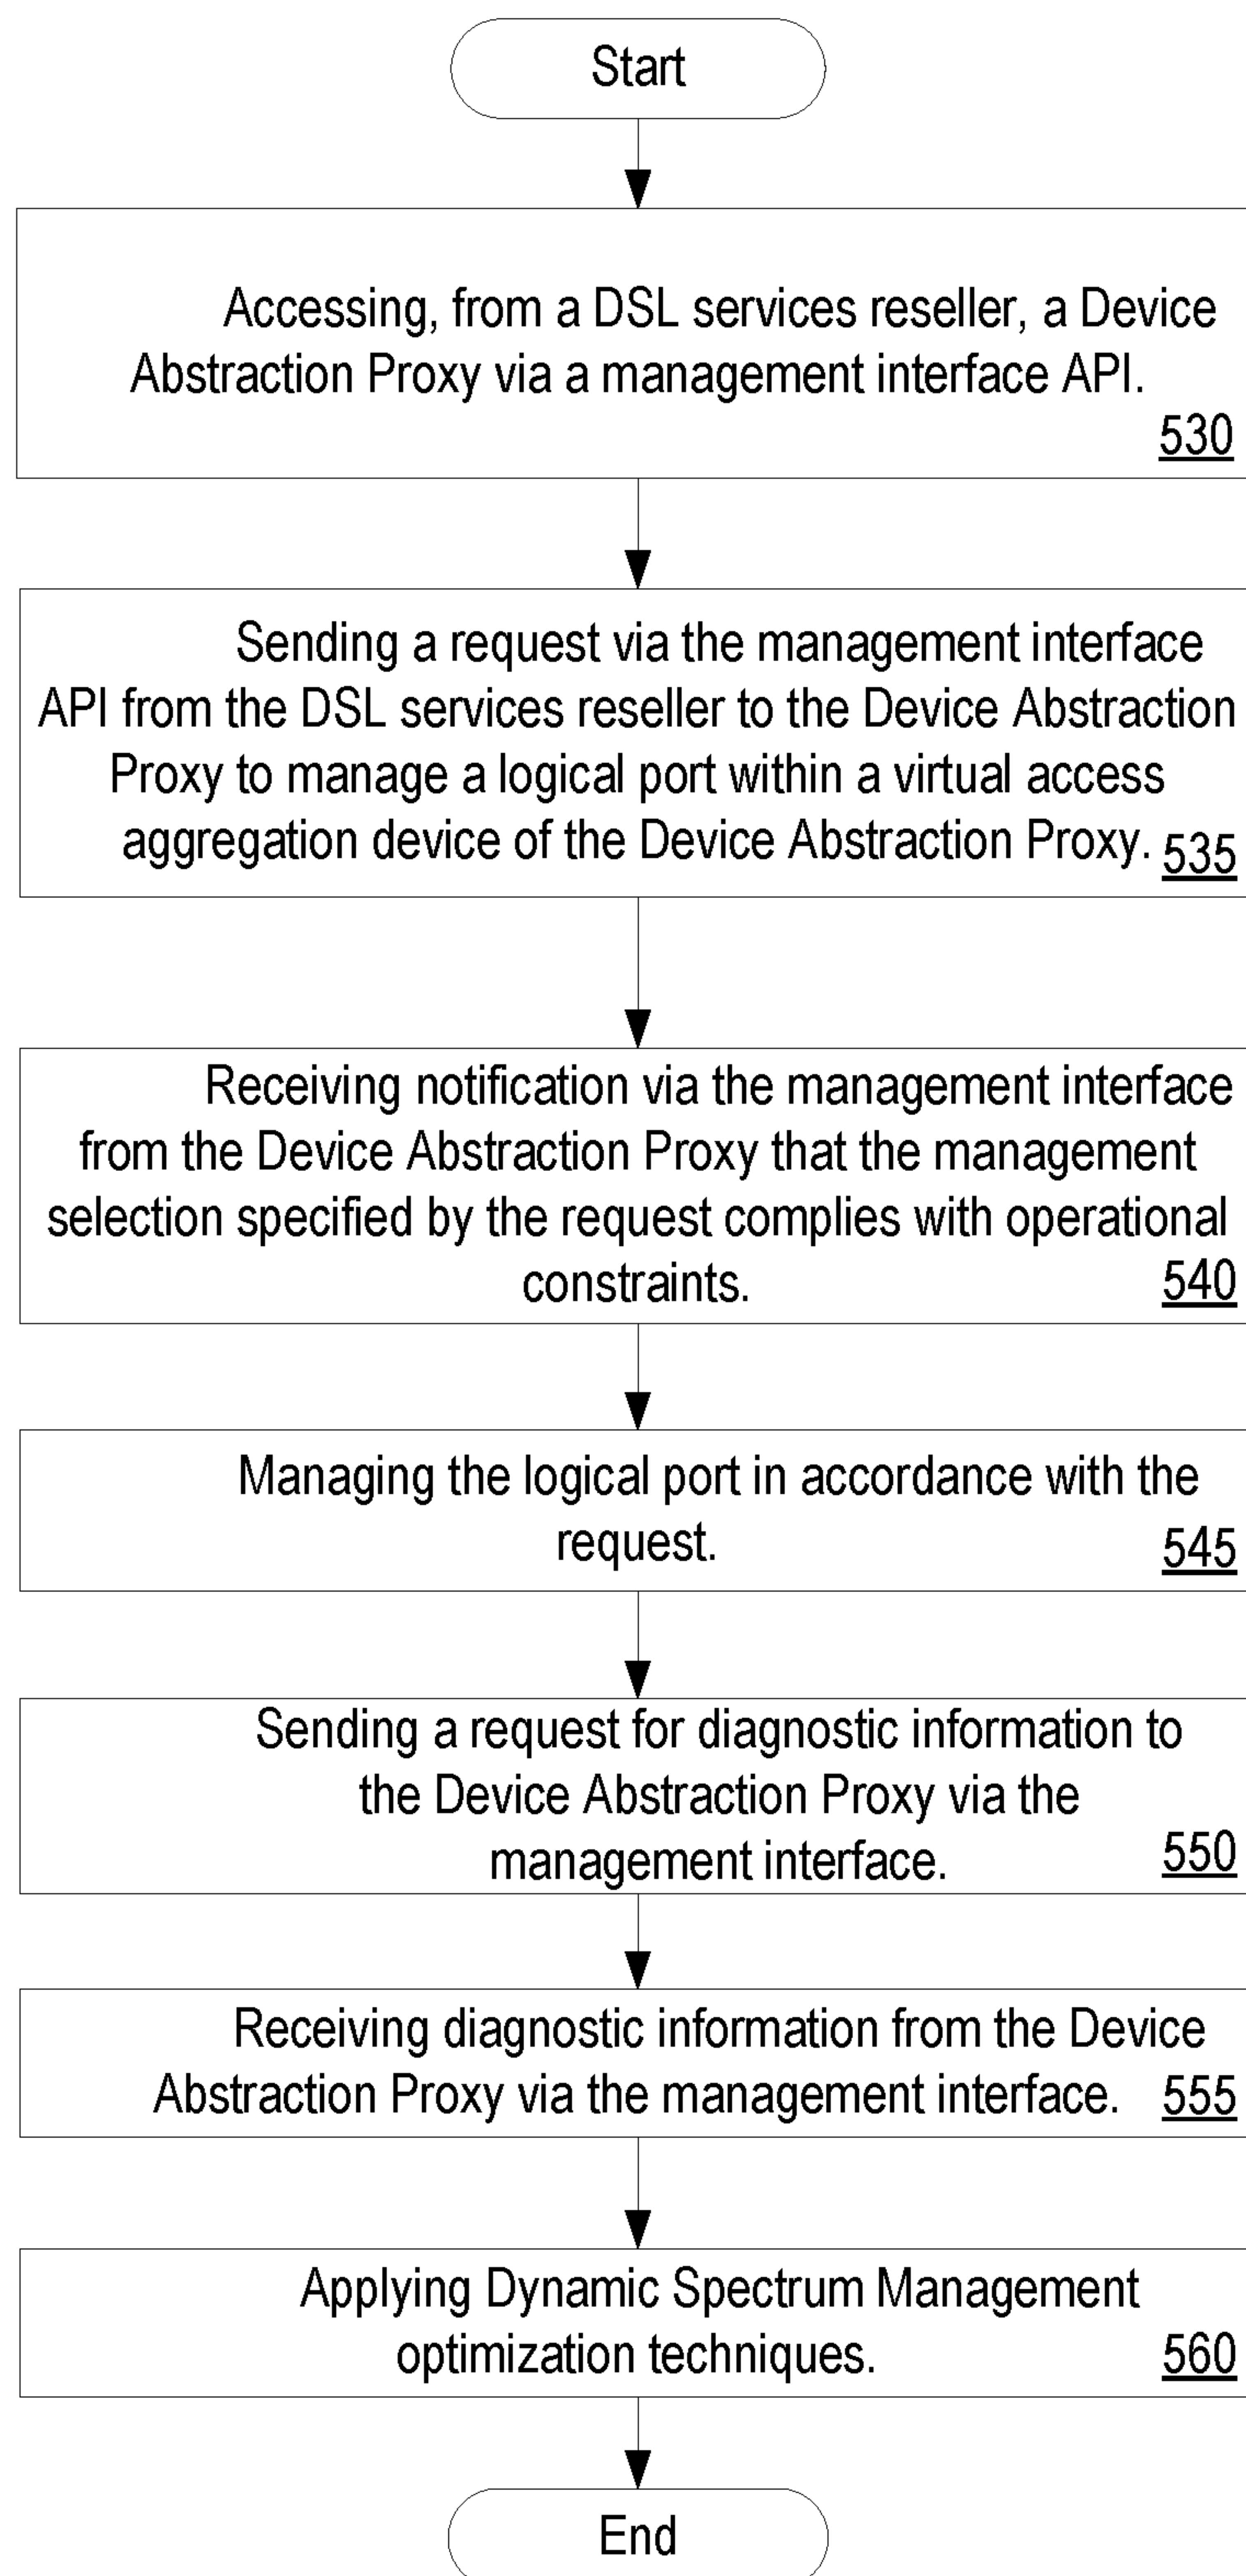 Start
Accessing, from a DSL services reseller, a Device
Abstraction Proxy via a management interface API.
530
Sending a request via the management interface
API from the DSL services reseller to the Device Abstraction
Proxy to manage a logical port within a virtual access
aggregation device of the Device Abstraction Proxy. 535
Receiving notification via the management interface
from the Device Abstraction Proxy that the management
selection specified by the request complies with operational
constraints. 540
Managing the logical port in accordance with the
request. 545
Sending a request for diagnostic information to
the Device Abstraction Proxy via the
management interface. 550
Receiving diagnostic information from the Device
Abstraction Proxy via the management interface. 555
Applying Dynamic Spectrum Management
optimization techniques. 560
End